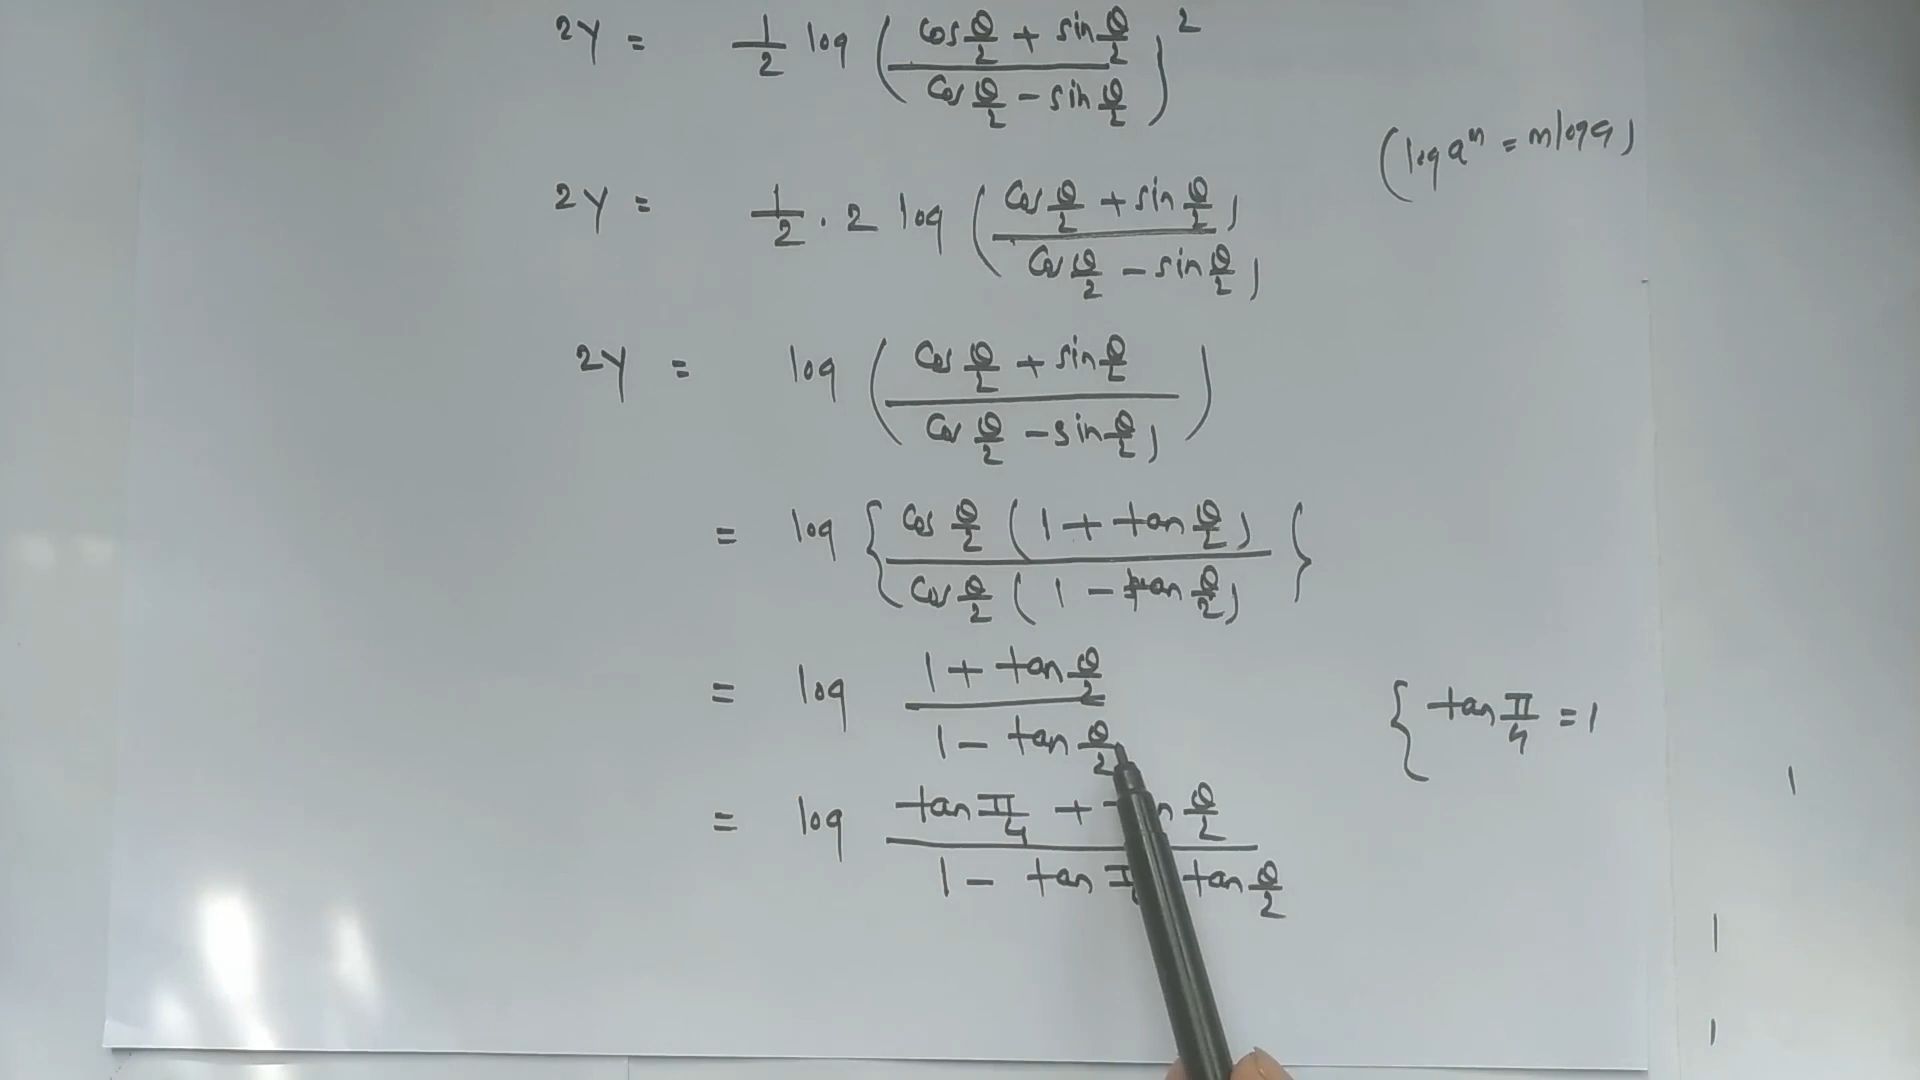 2y = 1/2 log ( (cos θ/2 + sin θ/2) / (cos θ/2 − sin θ/2) )²
(log aᵐ = m log a)
2y = 1/2 · 2 log ( (cos θ/2 + sin θ/2) / (cos θ/2 − sin θ/2) )
2y = log ( (cos θ/2 + sin θ/2) / (cos θ/2 − sin θ/2) )
= log { cos θ/2 (1 + tan θ/2) / cos θ/2 (1 − tan θ/2) }
= log (1 + tan θ/2) / (1 − tan θ/2)
{ tan π/4 = 1
= log (tan π/4 + θ/2) / (1 − tan tan θ/2)